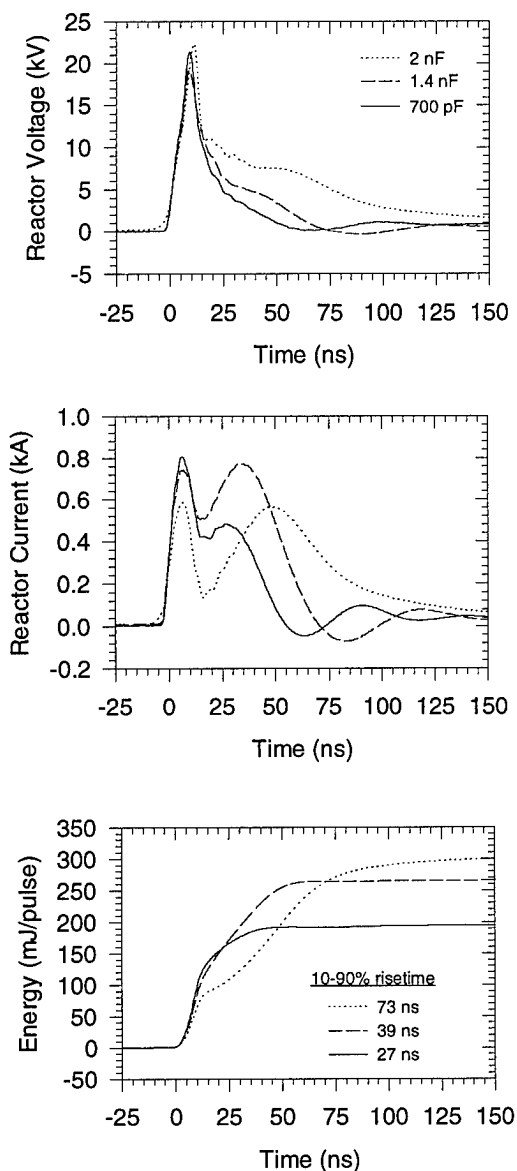 Reactor Voltage (kV)
25
20
15
10
5
0
-5
2 nF
1.4 nF
700 pF
-25 0 25 50 75 100 125 150
Time (ns)
Reactor Current (kA)
1.0
0.8
0.6
0.4
0.2
0.0
-0.2
-25 0 25 50 75 100 125 150
Time (ns)
Energy (mJ/pulse)
350
300
250
200
150
100
50
0
-50
10-90% risetime
73 ns
39 ns
27 ns
-25 0 25 50 75 100 125 150
Time (ns)